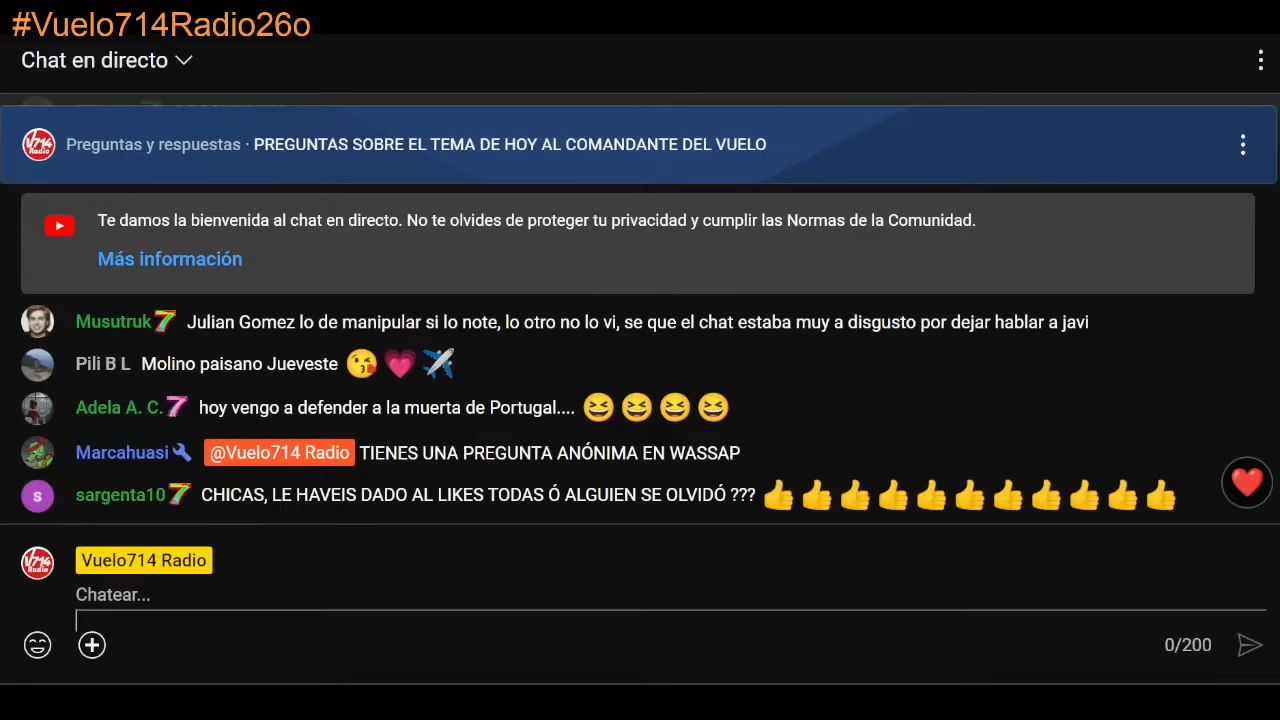 #Vuelo714Radio26o
Chat en directo
Preguntas y respuestas · PREGUNTAS SOBRE EL TEMA DE HOY AL COMANDANTE DEL VUELO
Te damos la bienvenida al chat en directo. No te olvides de proteger tu privacidad y cumplir las Normas de la Comunidad.
Más información
Musutruk Julian Gomez lo de manipular si lo note, lo otro no lo vi, se que el chat estaba muy a disgusto por dejar hablar a javi
Pili B L Molino paisano Jueveste 😘 💗 ✈️
Adela A. C. hoy vengo a defender a la muerta de Portugal.... 😆 😆 😆 😆
Marcahuasi @Vuelo714 Radio TIENES UNA PREGUNTA ANÓNIMA EN WASSAP
S sargenta10 CHICAS, LE HAVEIS DADO AL LIKES TODAS Ó ALGUIEN SE OLVIDÓ ??? 👍 👍 👍 👍 👍 👍 👍 👍 👍 👍 👍
V714 Radio Vuelo714 Radio
Chatear...
0/200